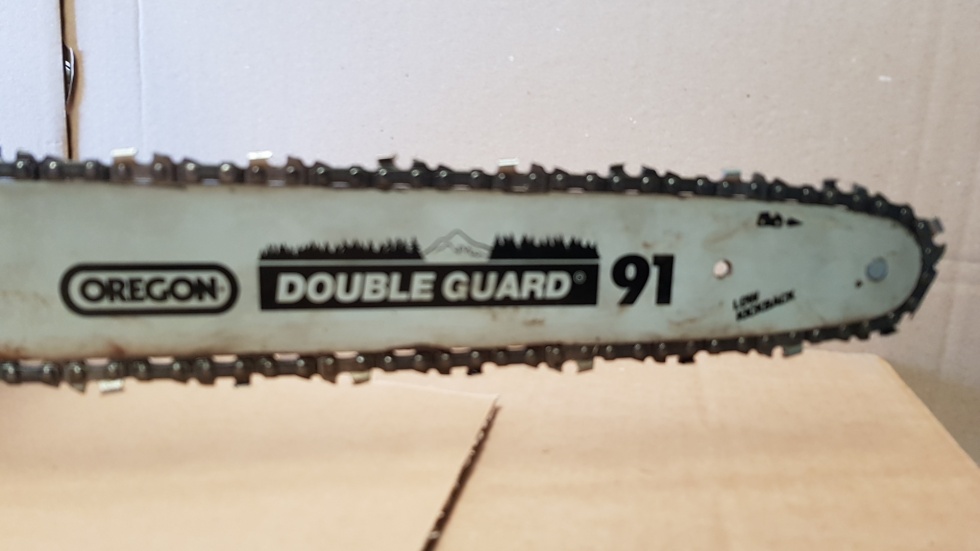 OREGON
DOUBLE GUARD® 91
LOW
KICKBACK